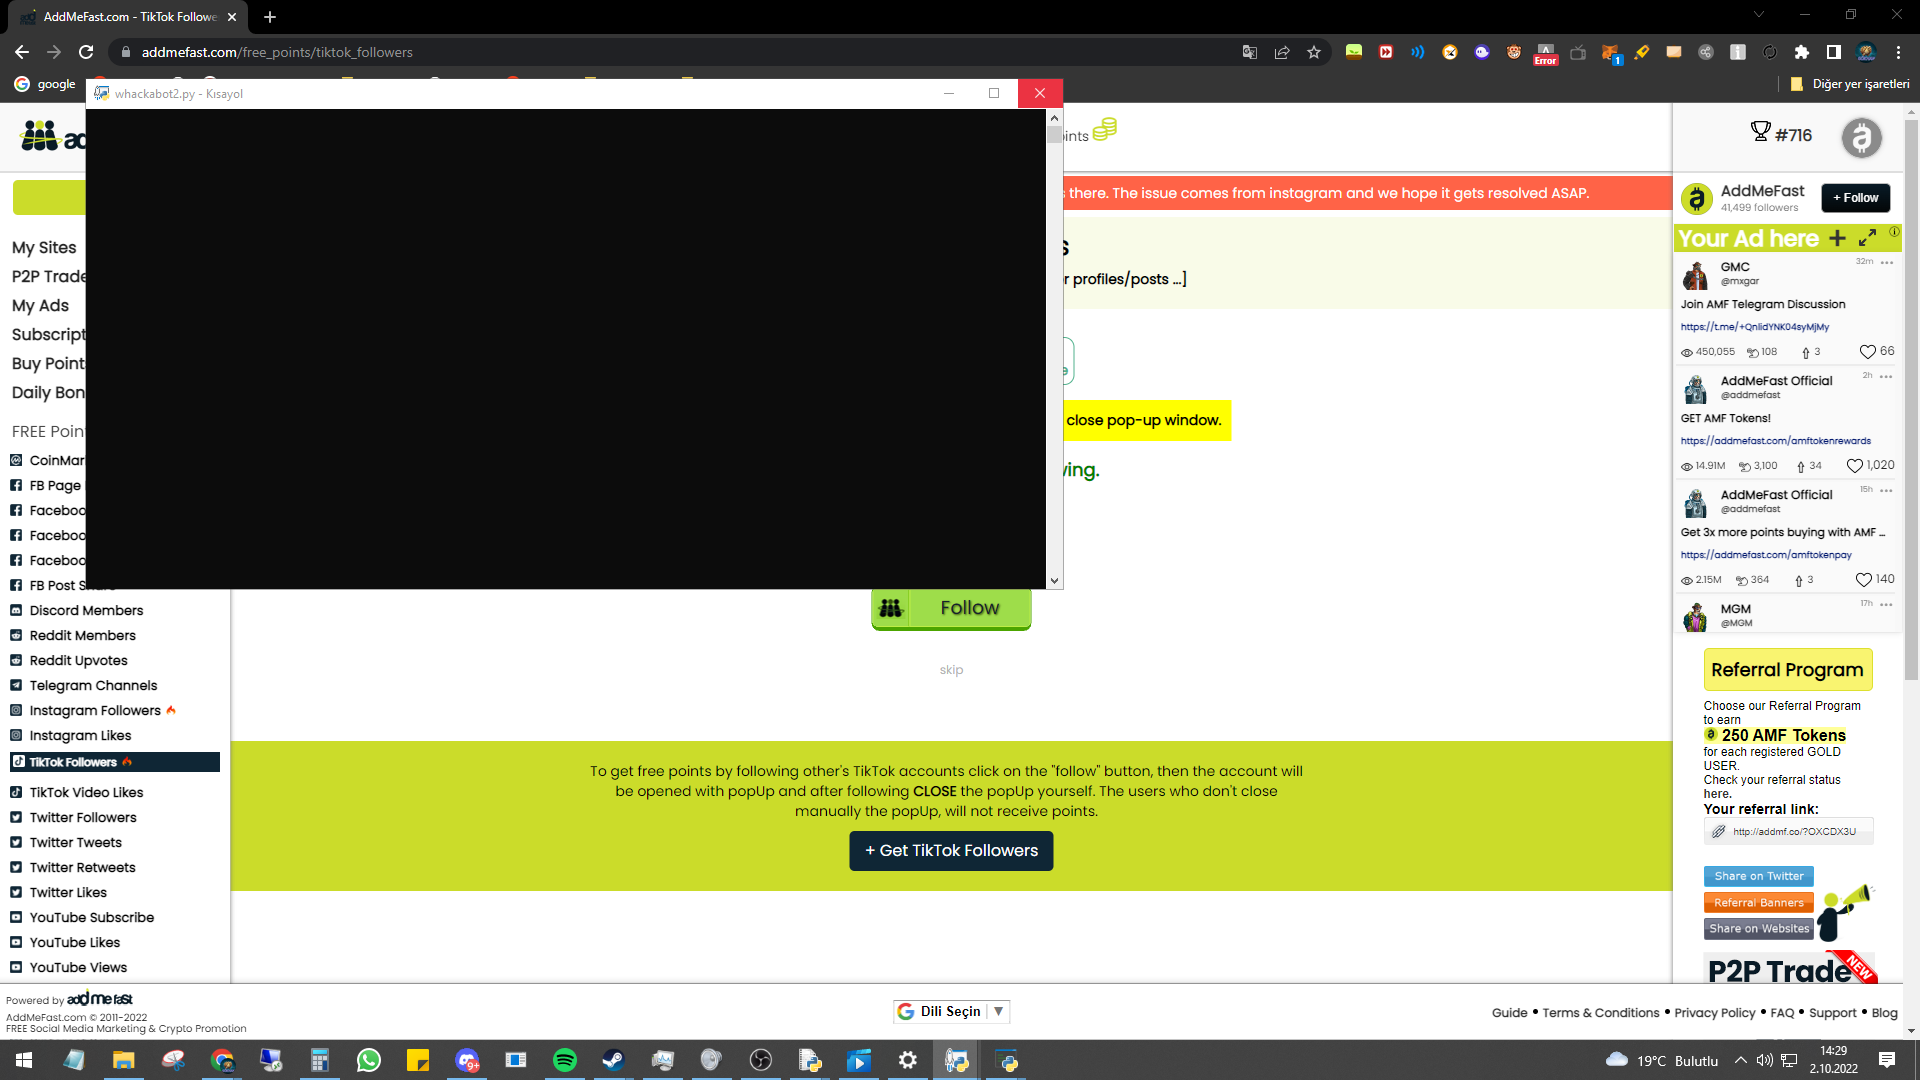 AddMeFast.com - TikTok Followe
addmefast.com/free_points/tiktok_followers
Error
1
google
Diğer yer işaretleri
whackabot2.py - Kısayol
ints
#716
s there. The issue comes from instagram and we hope it gets resolved ASAP.
s
r profiles/posts ...]
e
close pop-up window.
ving.
My Sites
P2P Trade
My Ads
Subscript
Buy Point
Daily Bon
FREE Poin
CoinMar
FB Page
Faceboo
Faceboo
Faceboo
FB Post Share
Discord Members
Reddit Members
Reddit Upvotes
Telegram Channels
Instagram Followers
Instagram Likes
TikTok Followers
TikTok Video Likes
Twitter Followers
Twitter Tweets
Twitter Retweets
Twitter Likes
YouTube Subscribe
YouTube Likes
YouTube Views
Follow
skip
To get free points by following other's TikTok accounts click on the "follow" button, then the account will
be opened with popUp and after following CLOSE the popUp yourself. The users who don't close
manually the popUp, will not receive points.
+ Get TikTok Followers
AddMeFast
41,499 followers
+ Follow
Your Ad here
GMC
32m
@mxgar
Join AMF Telegram Discussion
https://t.me/+QnIidYNK04syMjMy
450,055 108 3 66
AddMeFast Official
2h
@addmefast
GET AMF Tokens!
https://addmefast.com/amftokenrewards
14.91M 3,100 34 1,020
AddMeFast Official
15h
@addmefast
Get 3x more points buying with AMF ...
https://addmefast.com/amftokenpay
2.15M 364 3 140
MGM
17h
@MGM
Referral Program
Choose our Referral Program
to earn
250 AMF Tokens
for each registered GOLD
USER.
Check your referral status
here.
Your referral link:
http://addmf.co/?OXCDX3U
Share on Twitter
Referral Banners
Share on Websites
P2P Trade
NEW
Powered by addmefast
AddMeFast.com © 2011-2022
FREE Social Media Marketing & Crypto Promotion
Dili Seçin
Guide • Terms & Conditions • Privacy Policy • FAQ • Support • Blog
9+
19°C Bulutlu
14:29
2.10.2022